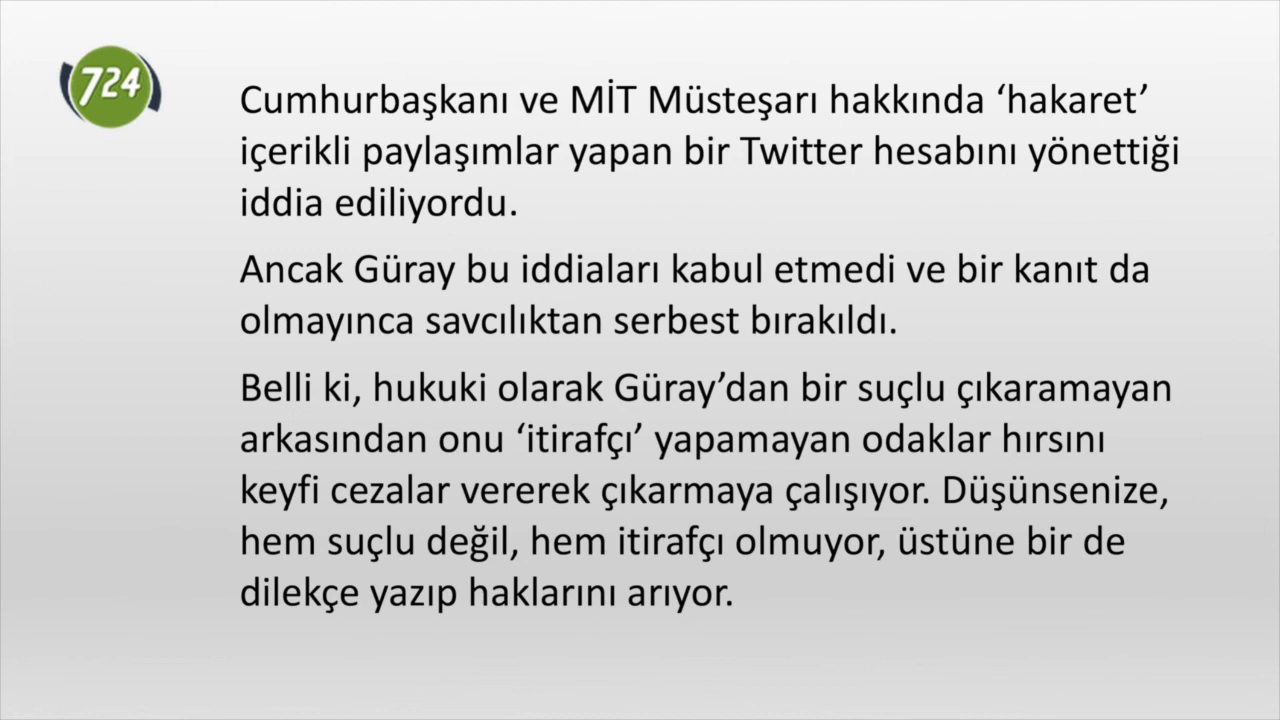 724
Cumhurbaşkanı ve MİT Müsteşarı hakkında ‘hakaret’
içerikli paylaşımlar yapan bir Twitter hesabını yönettiği
iddia ediliyordu.
Ancak Güray bu iddiaları kabul etmedi ve bir kanıt da
olmayınca savcılıktan serbest bırakıldı.
Belli ki, hukuki olarak Güray’dan bir suçlu çıkaramayan
arkasından onu ‘itirafçı’ yapamayan odaklar hırsını
keyfi cezalar vererek çıkarmaya çalışıyor. Düşünsenize,
hem suçlu değil, hem itirafçı olmuyor, üstüne bir de
dilekçe yazıp haklarını arıyor.